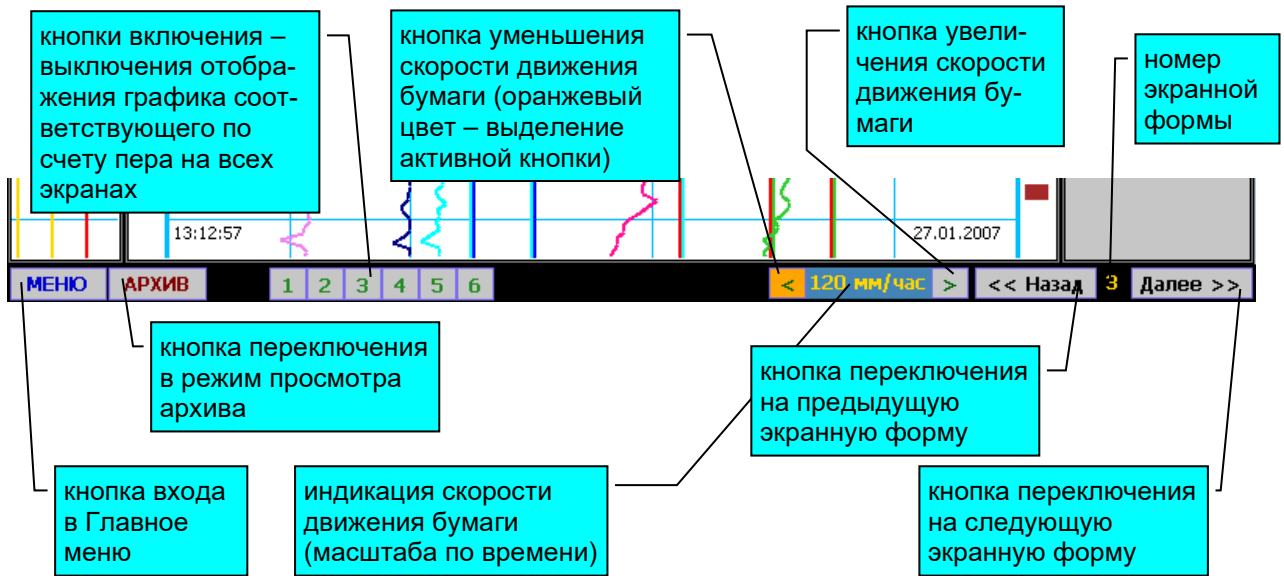 кнопки включения –
выключения отобра-
жения графика соот-
ветствующего по
счету пера на всех
экранах
кнопка уменьшения
скорости движения
бумаги (оранжевый
цвет – выделение
активной кнопки)
кнопка увели-
чения скорости
движения бу-
маги
номер
экранной
формы
13:12:57
27.01.2007
МЕНЮ
АРХИВ
1 2 3 4 5 6
< 120 мм/час >
<< Назад
3
Далее >>
кнопка переключения
в режим просмотра
архива
кнопка переключения
на предыдущую
экранную форму
кнопка входа
в Главное
меню
индикация скорости
движения бумаги
(масштаба по времени)
кнопка переключения
на следующую
экранную форму